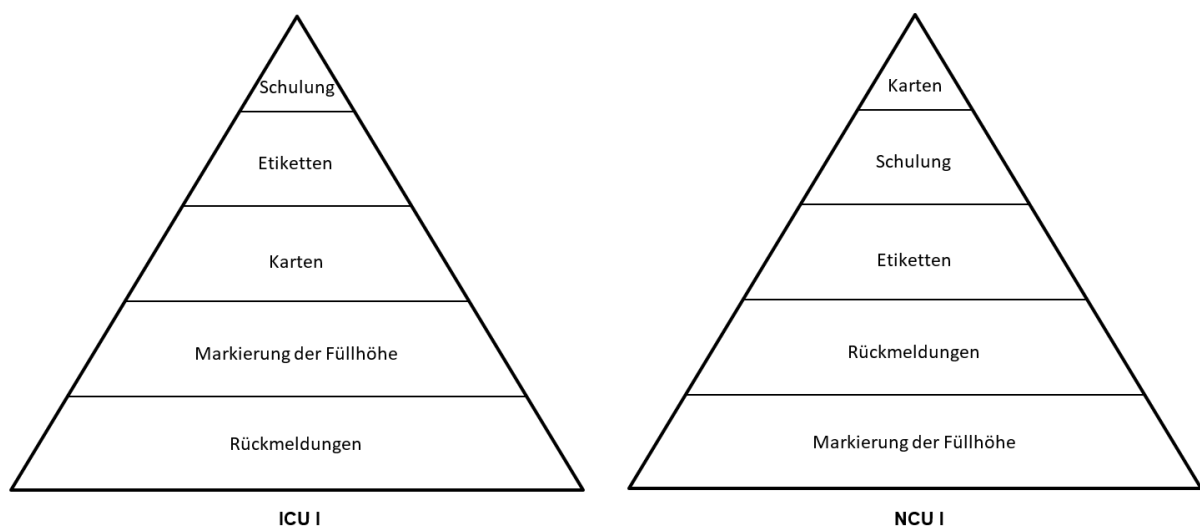 Schulung
Etiketten
Karten
Markierung der Füllhöhe
Rückmeldungen
ICU I
Karten
Schulung
Etiketten
Rückmeldungen
Markierung der Füllhöhe
NCU I